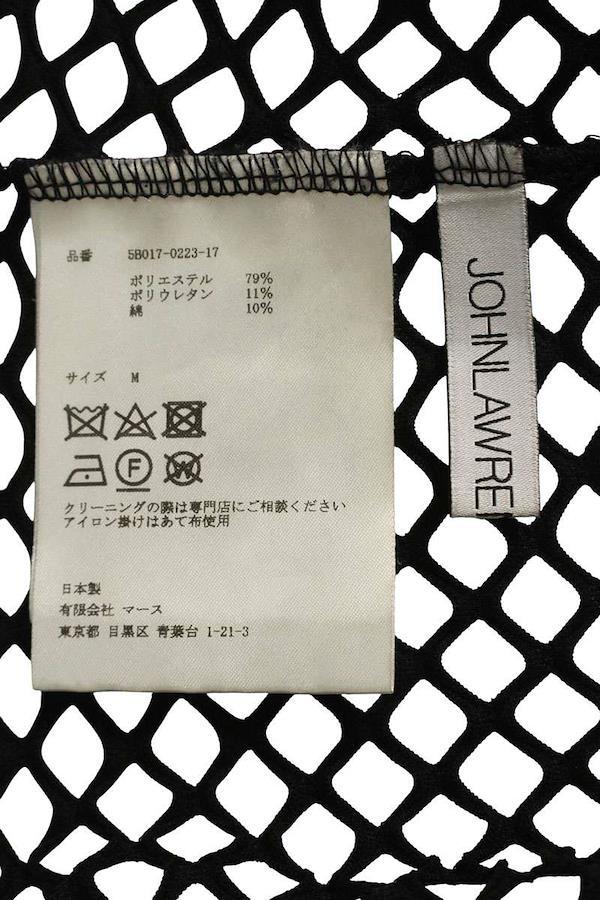 品番 5B017-0223-17
ポリエステル 79%
ポリウレタン 11%
綿 10%
サイズ M
F
W
クリーニングの際は専門店にご相談ください
アイロン掛けはあて布使用
日本製
有限会社 マース
東京都 目黒区 青葉台 1-21-3
JOHNLAWRE